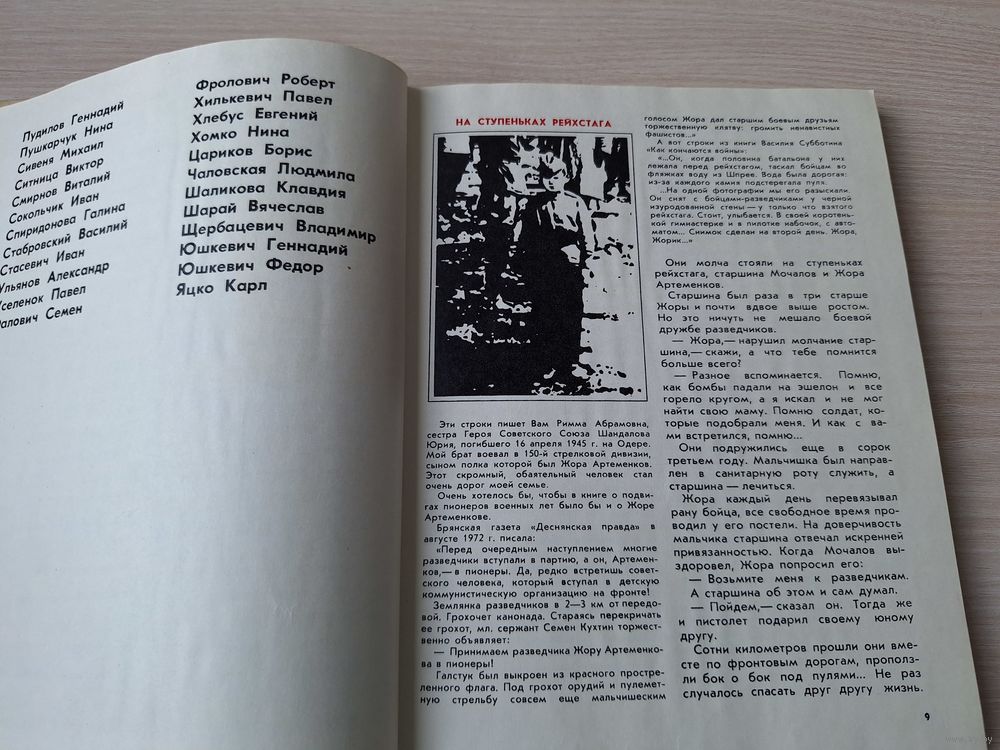 Пудилов Геннадий
Пушкарчук Нина
Сивеня Михаил
Ситница Виктор
Смирнов Виталий
Сокольчик Иван
Спиридонова Галина
Стабровский Василий
Стасевич Иван
Ульянов Александр
Уселенок Павел
Семен
Фролович Роберт
Хилькевич Павел
Хлебус Евгений
Хомко Нина
Цариков Борис
Чаловская Людмила
Шаликова Клавдия
Шарай Вячеслав
Щербацевич Владимир
Юшкевич Геннадий
Юшкевич Федор
Яцко Карл
НА СТУПЕНЬКАХ РЕЙХСТАГА
Эти строки пишет Вам Римма Абрамовна,
сестра Героя Советского Союза Шандалова
Юрия, погибшего 16 апреля 1945 г. на Одере.
Мой брат воевал в 150-й стрелковой дивизии,
сыном полка которой был Жора Артеменков.
Этот скромный, обаятельный человек стал
очень дорог моей семье.
Очень хотелось бы, чтобы в книге о подви-
гах пионеров военных лет было бы и о Жоре
Артеменкове.
Брянская газета «Деснянская правда» в
августе 1972 г. писала:
«Перед очередным наступлением многие
разведчики вступали в партию, а он, Артемен-
ков,— в пионеры. Да, редко встретишь совет-
ского человека, который вступал в детскую
коммунистическую организацию на фронте!
Землянка разведчиков в 2—3 км от передо-
вой. Грохочет канонада. Стараясь перекричать
ее грохот, мл. сержант Семен Кухтин торжест-
венно объявляет:
— Принимаем разведчика Жору Артеменко-
ва в пионеры!
Галстук был выкроен из красного простре-
ленного флага. Под грохот орудий и пулемет-
ную стрельбу совсем еще мальчишеским
голосом Жора дал старшим боевым друзьям
торжественную клятву: громить ненавистных
фашистов...»
А вот строки из книги Василия Субботина
«Как кончаются войны»:
«...Он, когда половина батальона у них
лежала перед рейхстагом, таскал бойцам во
фляжках воду из Шпрее. Вода была дорогая:
из-за каждого камня подстерегала пуля.
...На одной фотографии мы его разыскали.
Он снят с бойцами-разведчиками у черной
изуродованной стены — у только что взятого
рейхстага. Стоит, улыбается. В своей коротень-
кой гимнастерке и в пилотке набочок, с авто-
матом... Снимок сделан на второй день. Жора,
Жорик...»
Они молча стояли на ступеньках
рейхстага, старшина Мочалов и Жора
Артеменков.
Старшина был раза в три старше
Жоры и почти вдвое выше ростом.
Но это ничуть не мешало боевой
дружбе разведчиков.
— Жора,— нарушил молчание стар-
шина,— скажи, а что тебе помнится
больше всего?
— Разное вспоминается. Помню,
как бомбы падали на эшелон и все
горело кругом, а я искал и не мог
найти свою маму. Помню солдат, ко-
торые подобрали меня. И как с ва-
ми встретился, помню...
Они подружились еще в сорок
третьем году. Мальчишка был направ-
лен в санитарную роту служить, а
старшина — лечиться.
Жора каждый день перевязывал
рану бойца, все свободное время про-
водил у его постели. На доверчивость
мальчика старшина отвечал искренней
привязанностью. Когда Мочалов вы-
здоровел, Жора попросил его:
— Возьмите меня к разведчикам.
А старшина об этом и сам думал.
— Пойдем,— сказал он. Тогда же
и пистолет подарил своему юному
другу.
Сотни километров прошли они вме-
сте по фронтовым дорогам, прополз-
ли бок о бок под пулями... Не раз
случалось спасать друг другу жизнь.
9